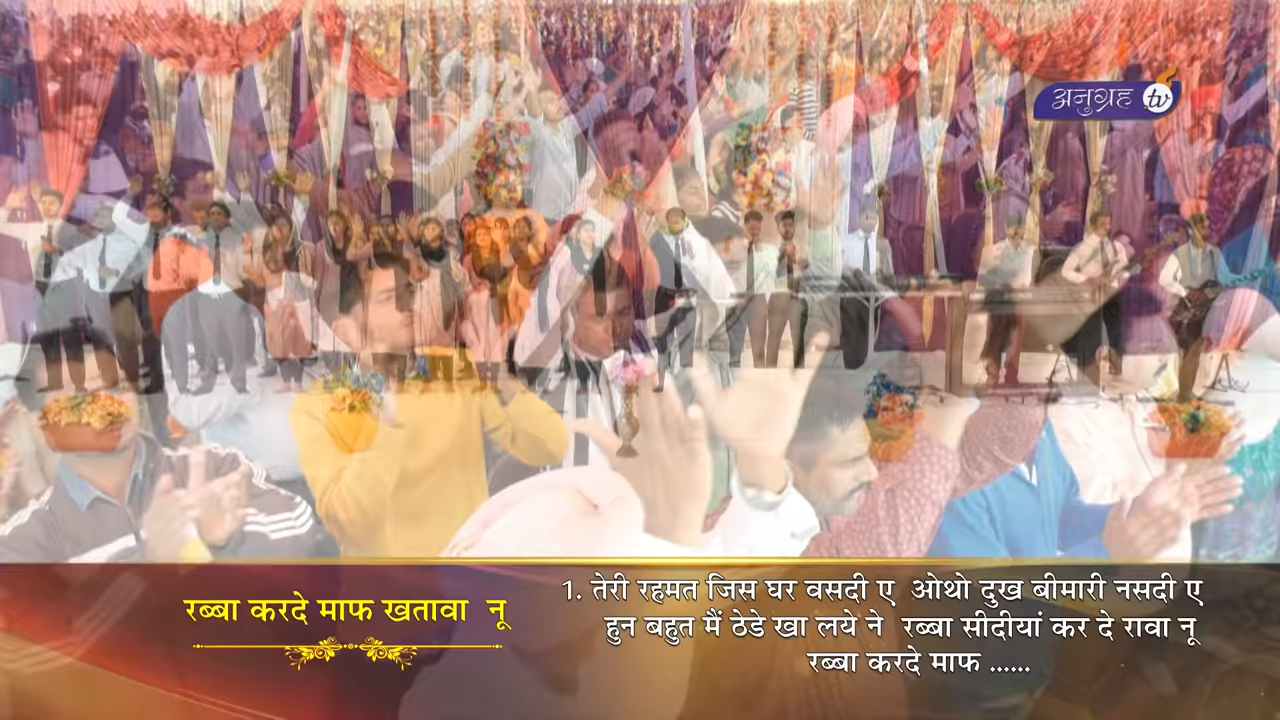 अनुग्रह tv
रब्बा करदे माफ खतावा नू
1. तेरी रहमत जिस घर वसदी ए ओथो दुख बीमारी नसदी ए
हुन बहुत मैं ठेडे खा लये ने रब्बा सीदीयां कर दे रावा नू
रब्बा करदे माफ ......